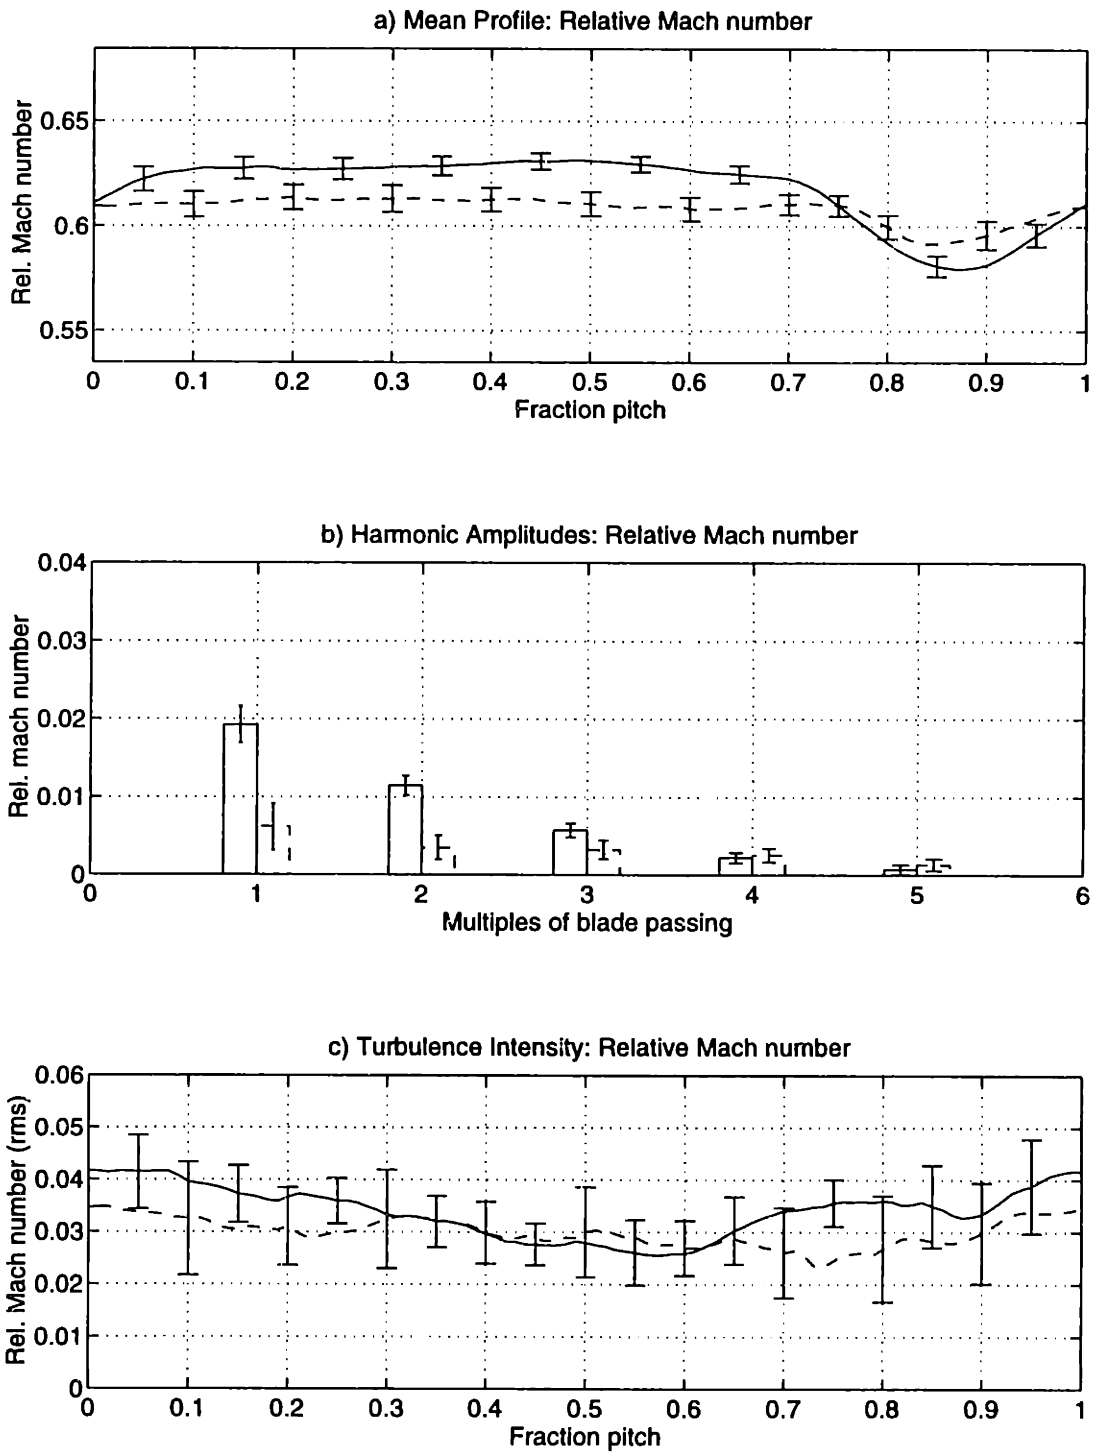 a) Mean Profile: Relative Mach number
Rel. Mach number
0.65
0.6
0.55
0 0.1 0.2 0.3 0.4 0.5 0.6 0.7 0.8 0.9 1
Fraction pitch
b) Harmonic Amplitudes: Relative Mach number
Rel. mach number
0.04
0.03
0.02
0.01
0
0 1 2 3 4 5 6
Multiples of blade passing
c) Turbulence Intensity: Relative Mach number
Rel. Mach number (rms)
0.06
0.05
0.04
0.03
0.02
0.01
0
0 0.1 0.2 0.3 0.4 0.5 0.6 0.7 0.8 0.9 1
Fraction pitch